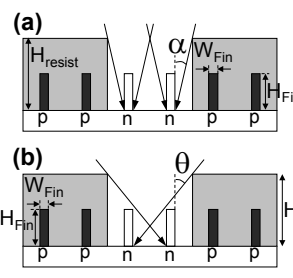 (a)
α
W_Fin
H_resist
H_Fi
p p n n p p
(b)
θ
W_Fin
H_Fin
H
p p n n p p